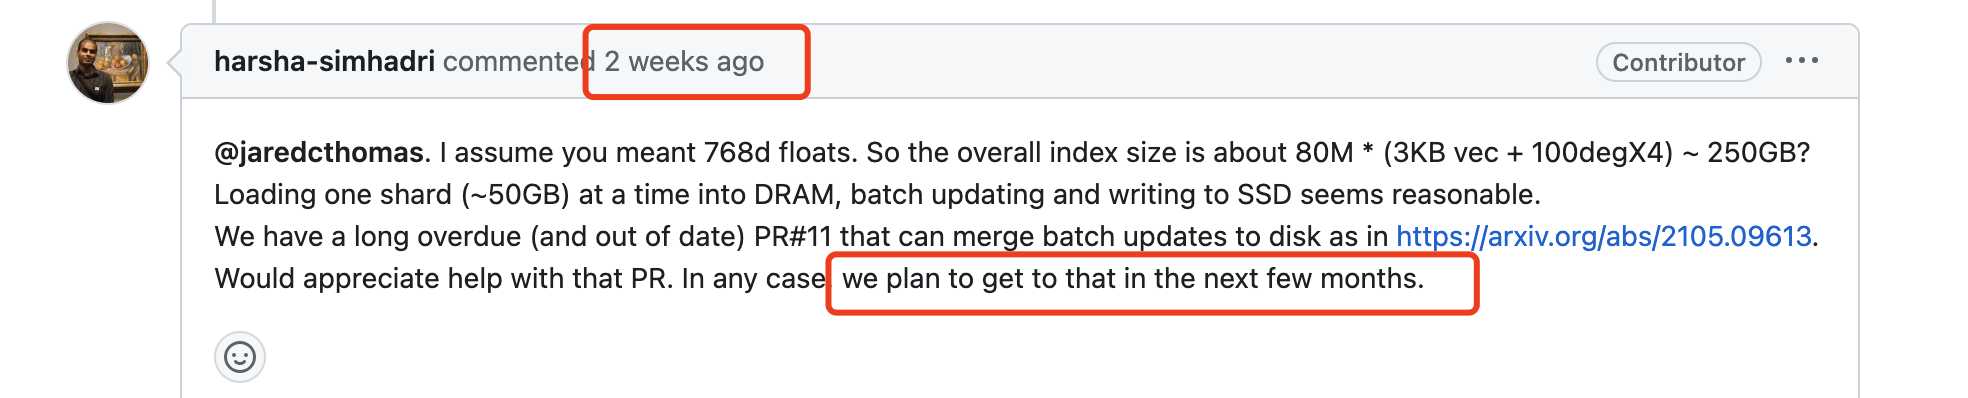 harsha-simhadri commented 2 weeks ago
Contributor
@jaredcthomas. I assume you meant 768d floats. So the overall index size is about 80M * (3KB vec + 100degX4) ~ 250GB?
Loading one shard (~50GB) at a time into DRAM, batch updating and writing to SSD seems reasonable.
We have a long overdue (and out of date) PR#11 that can merge batch updates to disk as in https://arxiv.org/abs/2105.09613.
Would appreciate help with that PR. In any case, we plan to get to that in the next few months.